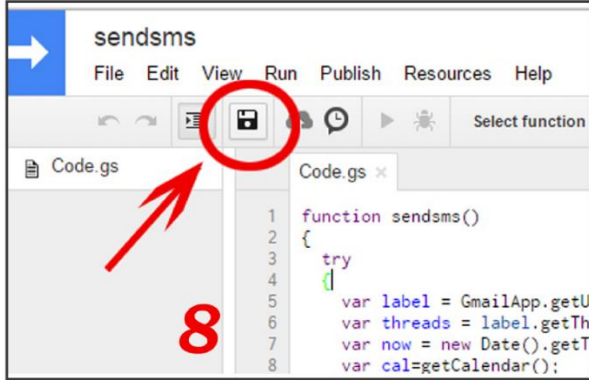 sendsms
File Edit View Run Publish Resources Help
Select function
Code.gs
Code.gs ×
1 function sendsms()
2 {
3 try
4 {
5 var label = GmailApp.getU
6 var threads = label.getTh
7 var now = new Date().getT
8 var cal=getCalendar();
8